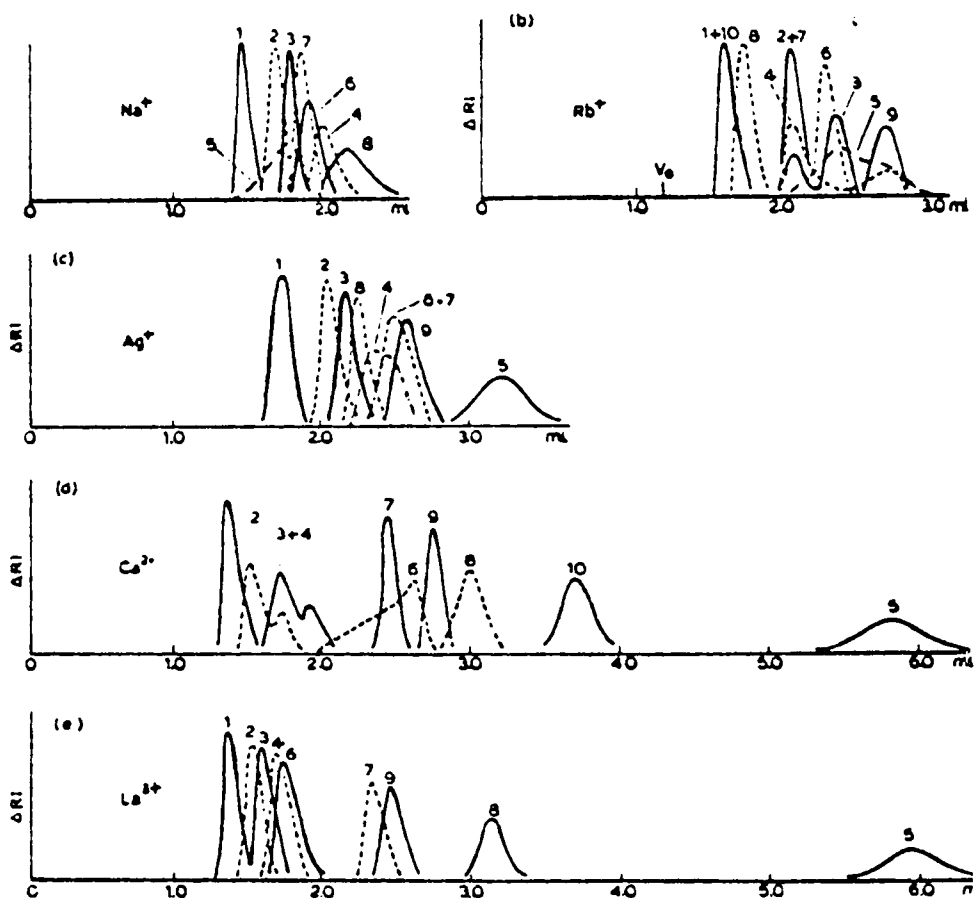 1 2 3 7
6
4
8
5
Na⁺
0 1.0 2.0 ml
(b)
1+10 8 2+7 6
4
3
5
9
ΔRI
Rb⁺
V₀
0 1.0 2.0 3.0 ml
(c)
1 2 3 8 4 8+7
9
5
ΔRI
Ag⁺
0 2.0 3.0 ml
(d)
2 3+4 7 9
6 8 10 5
ΔRI
Ca²⁺
0 1.0 2.0 3.0 4.0 5.0 6.0 ml
(e)
1 2 3 4 6 7 9 8 5
ΔRI
La³⁺
0 1.0 2.0 3.0 4.0 5.0 6.0 ml